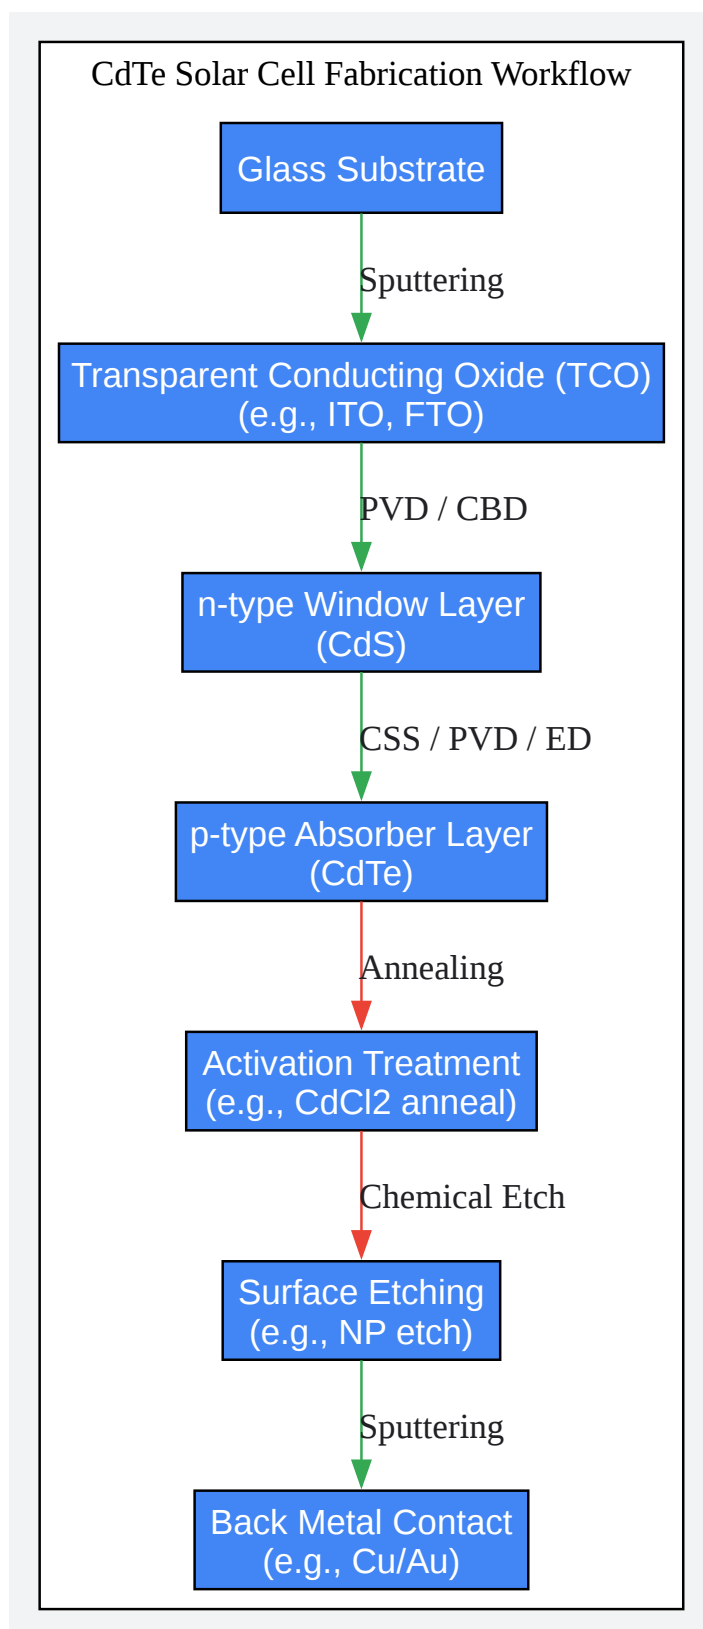 CdTe Solar Cell Fabrication Workflow
Glass Substrate
Sputtering
Transparent Conducting Oxide (TCO)
(e.g., ITO, FTO)
PVD / CBD
n-type Window Layer
(CdS)
CSS / PVD / ED
p-type Absorber Layer
(CdTe)
Annealing
Activation Treatment
(e.g., CdCl2 anneal)
Chemical Etch
Surface Etching
(e.g., NP etch)
Sputtering
Back Metal Contact
(e.g., Cu/Au)